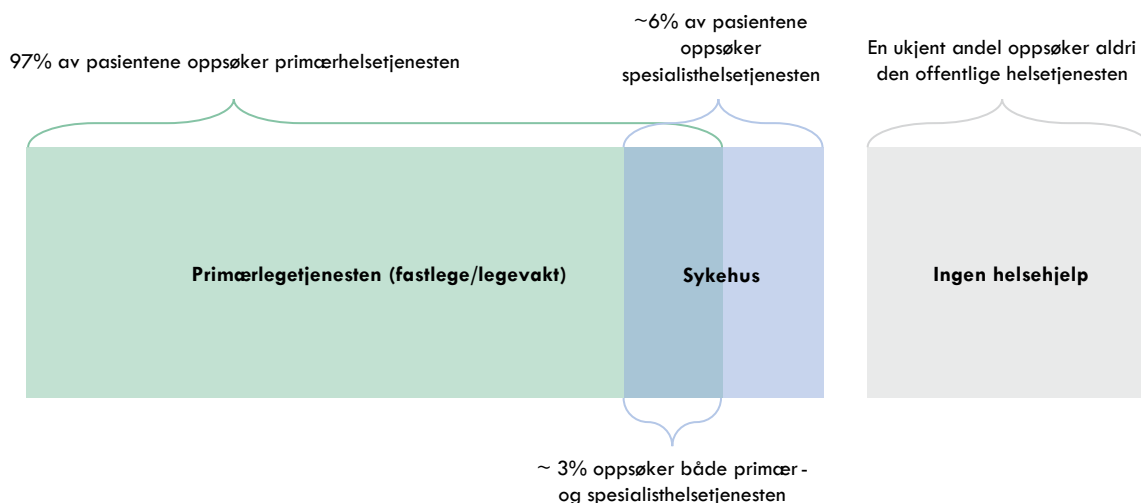 97% av pasientene oppsøker primærhelsetjenesten
~6% av pasientene
oppsøker
spesialisthelsetjenesten
En ukjent andel oppsøker aldri
den offentlige helsetjenesten
Primærlegetjenesten (fastlege/legevakt)
Sykehus
Ingen helsehjelp
~ 3% oppsøker både primær-
og spesialisthelsetjenesten